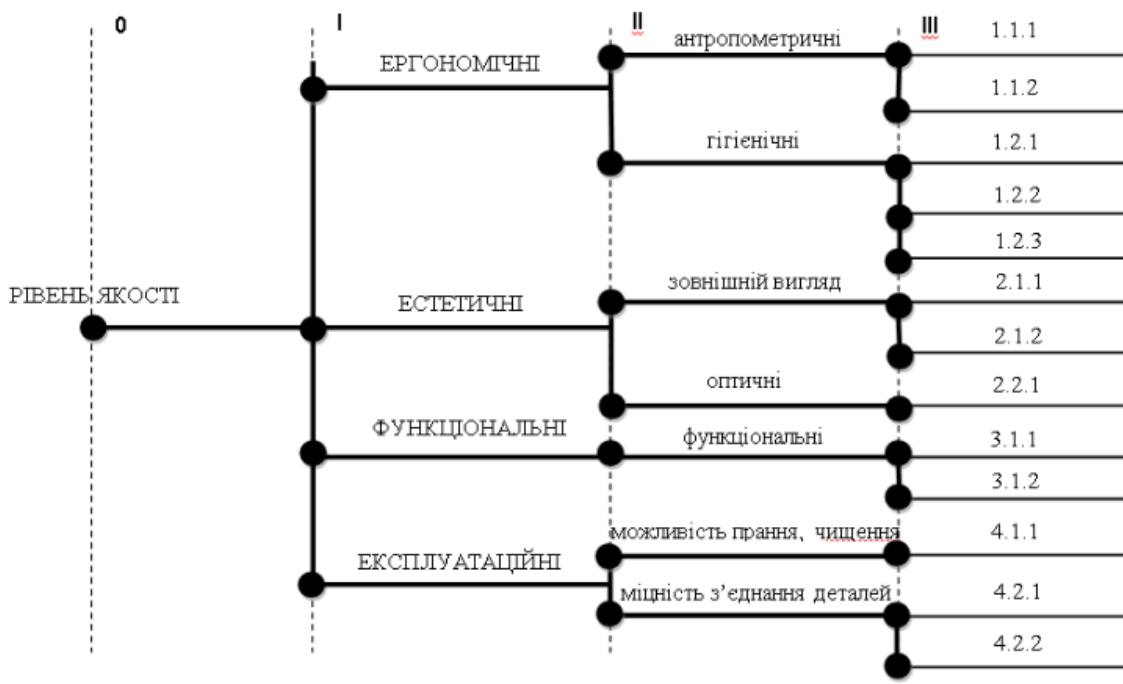 0
I
II
III
1.1.1
антропометричні
ЕРГОНОМІЧНІ
1.1.2
гігієнічні
1.2.1
1.2.2
1.2.3
зовнішній вигляд
2.1.1
РІВЕНЬ ЯКОСТІ
ЕСТЕТИЧНІ
2.1.2
оптичні
2.2.1
ФУНКЦІОНАЛЬНІ
функціональні
3.1.1
3.1.2
можливість прання, чищення
4.1.1
ЕКСПЛУАТАЦІЙНІ
міцність з’єднання деталей
4.2.1
4.2.2